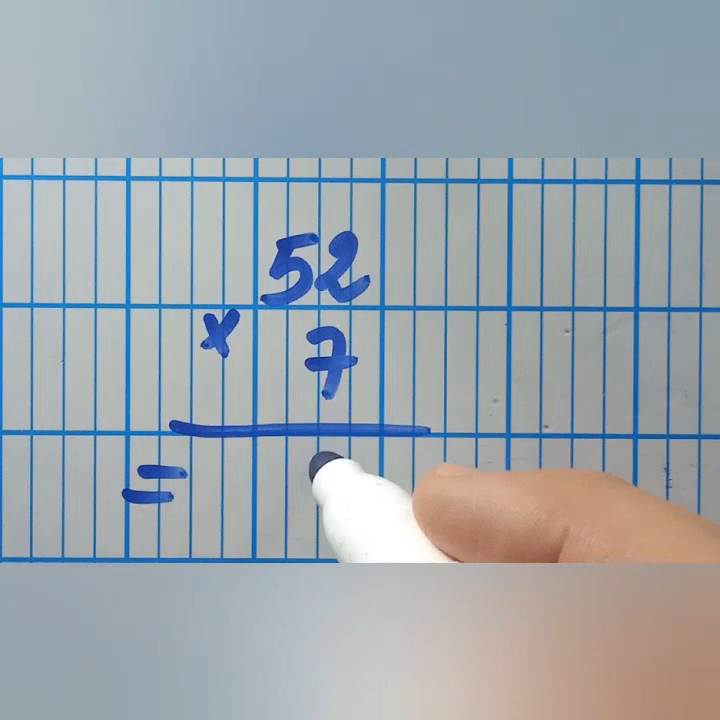 52
× 7
=